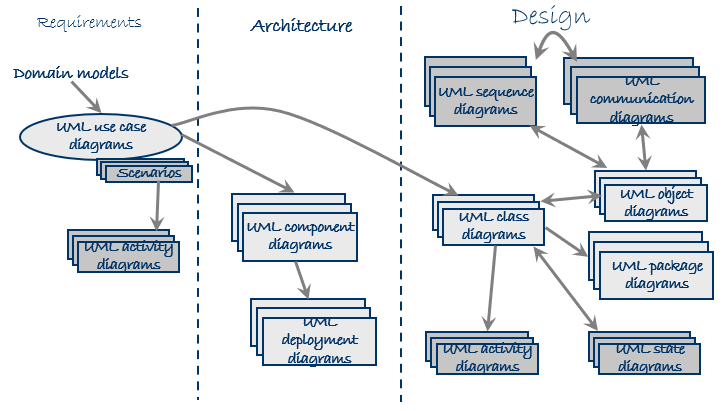 Requirements
Architecture
Design
Domain models
UML use case
diagrams
Scenarios
UML activity
diagrams
UML component
diagrams
UML
deployment
diagrams
UML sequence
diagrams
UML
communication
diagrams
UML object
diagrams
UML class
diagrams
UML package
diagrams
UML activity
diagrams
UML state
diagrams